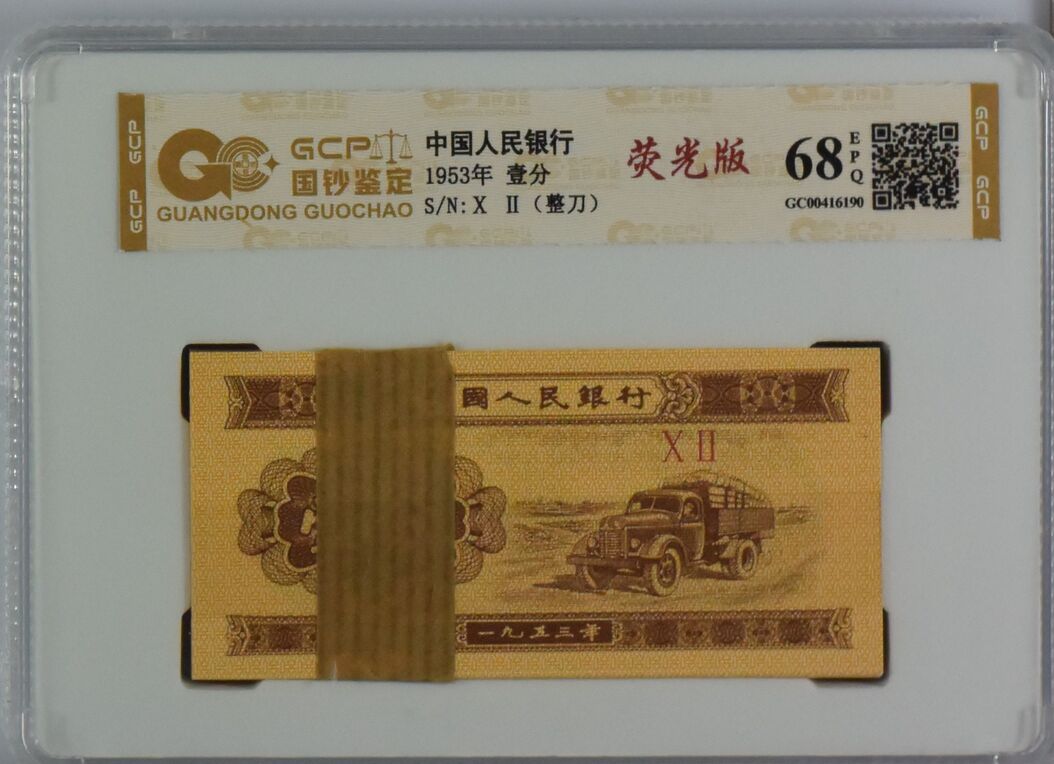 GCP
GCP
GC
GCP
国钞鉴定
GUANGDONG GUOCHAO
中国人民银行
1953年 壹分
S/N: X Ⅱ（整刀）
荧光版
68
EPQ
GC00416190
GCP
GCP
國人民銀行
X Ⅱ
一九五三年